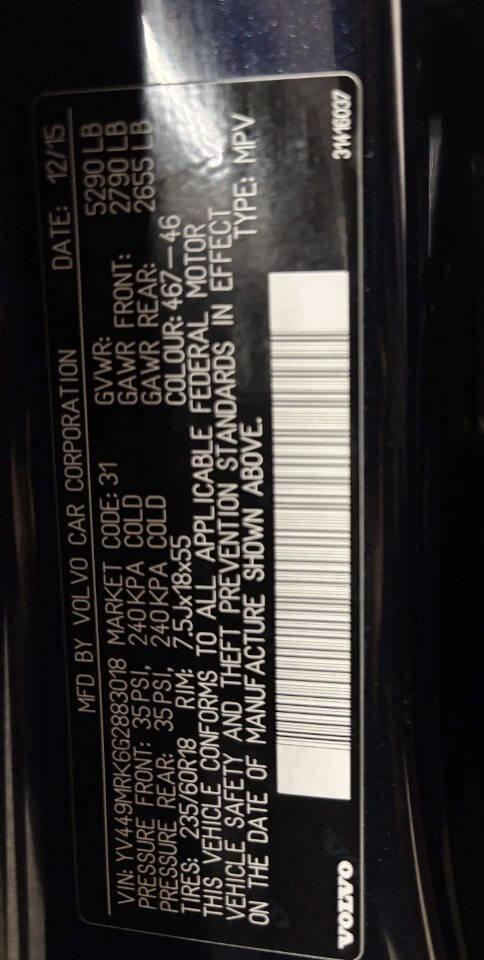 MFD BY VOLVO CAR CORPORATION DATE: 12/15
VIN: YV449MRK6G2883018 MARKET CODE: 31 GVWR: 5290 LB
PRESSURE FRONT: 35PSI, 240KPA COLD GAWR FRONT: 2790 LB
PRESSURE REAR: 35PSI, 240KPA COLD GAWR REAR: 2655 LB
TIRES: 235/60R18 RIM: 7.5Jx18x55 COLOUR: 467-46
THIS VEHICLE CONFORMS TO ALL APPLICABLE FEDERAL MOTOR
VEHICLE SAFETY AND THEFT PREVENTION STANDARDS IN EFFECT
ON THE DATE OF MANUFACTURE SHOWN ABOVE. TYPE: MPV
VOLVO 31416037